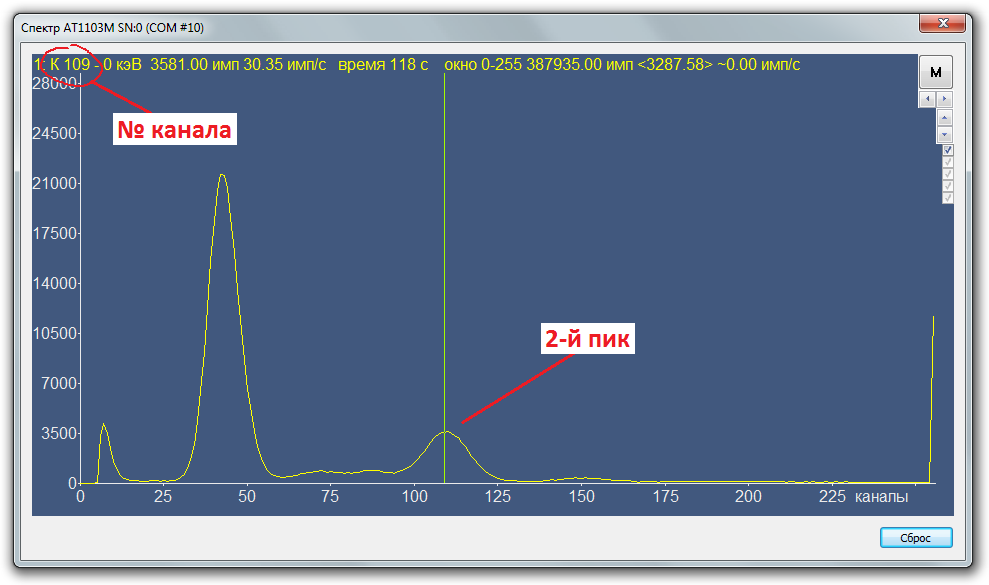 Спектр AT1103M SN:0 (COM #10)
1: К 109 - 0 кэВ 3581.00 имп 30.35 имп/с время 118 с окно 0-255 387935.00 имп <3287.58> ~0.00 имп/с
М
28000
№ канала
24500
21000
17500
14000
10500
2-й пик
7000
3500
0
0 25 50 75 100 125 150 175 200 225 каналы
Сброс